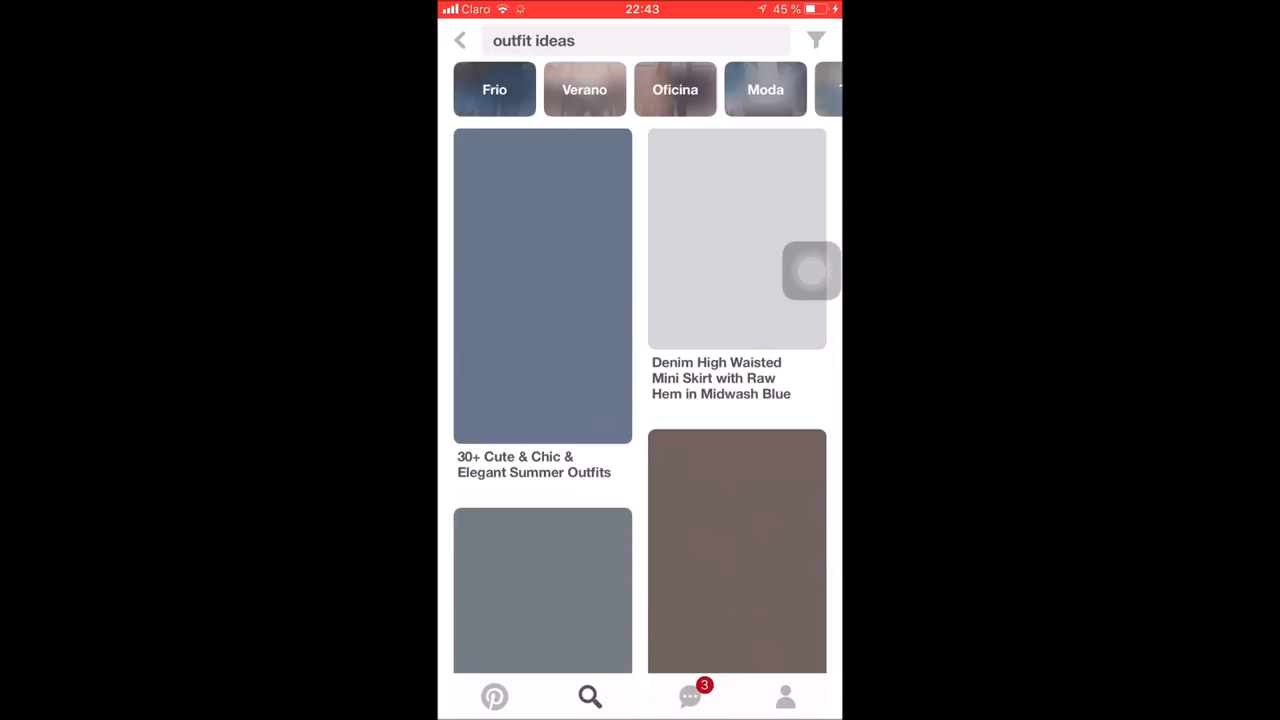 Claro 22:43 45 %
outfit ideas
Frio Verano Oficina Moda
Denim High Waisted
Mini Skirt with Raw
Hem in Midwash Blue
30+ Cute & Chic &
Elegant Summer Outfits
3